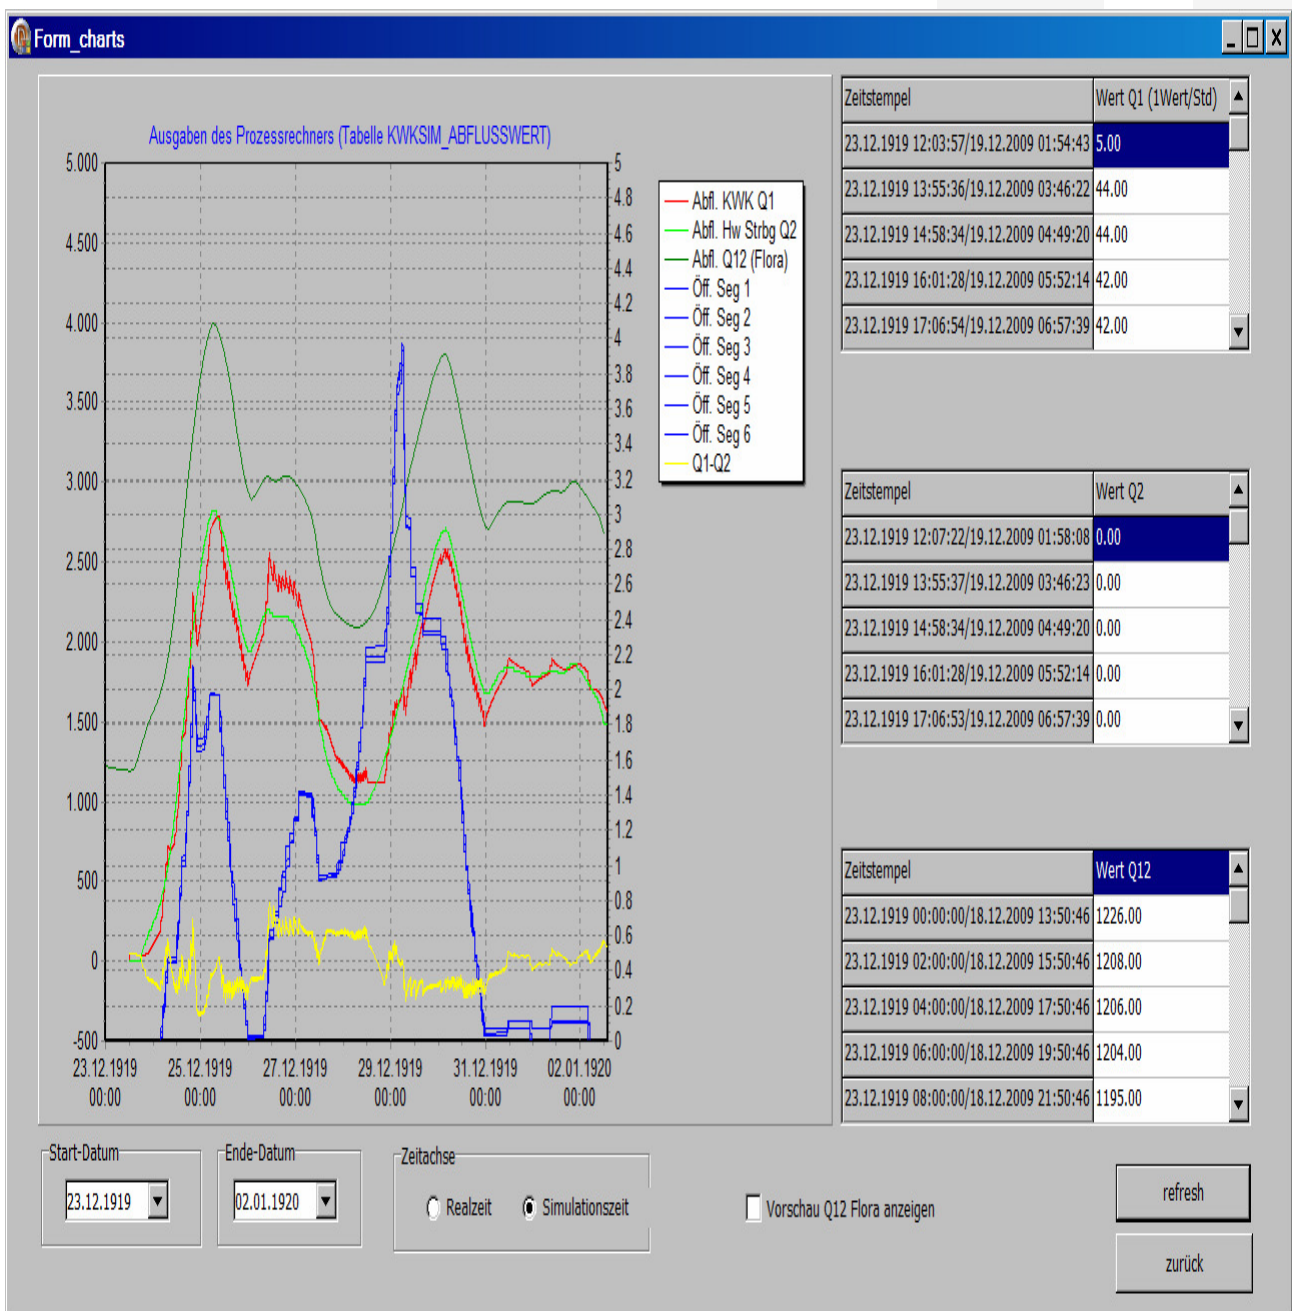 Form_charts
Ausgaben des Prozessrechners (Tabelle KWKSIM_ABFLUSSWERT)
5.000
4.500
4.000
3.500
3.000
2.500
2.000
1.500
1.000
500
0
-500
5
4.8
4.6
4.4
4.2
4
3.8
3.6
3.4
3.2
3
2.8
2.6
2.4
2.2
2
1.8
1.6
1.4
1.2
1
0.8
0.6
0.4
0.2
0
23.12.1919 25.12.1919 27.12.1919 29.12.1919 31.12.1919 02.01.1920
00:00 00:00 00:00 00:00 00:00 00:00
Abfl. KWK Q1
Abfl. Hw Strbg Q2
Abfl. Q12 (Flora)
Öff. Seg 1
Öff. Seg 2
Öff. Seg 3
Öff. Seg 4
Öff. Seg 5
Öff. Seg 6
Q1-Q2
Zeitstempel Wert Q1 (1Wert/Std)
23.12.1919 12:03:57/19.12.2009 01:54:43 5.00
23.12.1919 13:55:36/19.12.2009 03:46:22 44.00
23.12.1919 14:58:34/19.12.2009 04:49:20 44.00
23.12.1919 16:01:28/19.12.2009 05:52:14 42.00
23.12.1919 17:06:54/19.12.2009 06:57:39 42.00
Zeitstempel Wert Q2
23.12.1919 12:07:22/19.12.2009 01:58:08 0.00
23.12.1919 13:55:37/19.12.2009 03:46:23 0.00
23.12.1919 14:58:34/19.12.2009 04:49:20 0.00
23.12.1919 16:01:28/19.12.2009 05:52:14 0.00
23.12.1919 17:06:53/19.12.2009 06:57:39 0.00
Zeitstempel Wert Q12
23.12.1919 00:00:00/18.12.2009 13:50:46 1226.00
23.12.1919 02:00:00/18.12.2009 15:50:46 1208.00
23.12.1919 04:00:00/18.12.2009 17:50:46 1206.00
23.12.1919 06:00:00/18.12.2009 19:50:46 1204.00
23.12.1919 08:00:00/18.12.2009 21:50:46 1195.00
Start-Datum
23.12.1919
Ende-Datum
02.01.1920
Zeitachse
Realzeit Simulationszeit
Vorschau Q12 Flora anzeigen
refresh
zurück